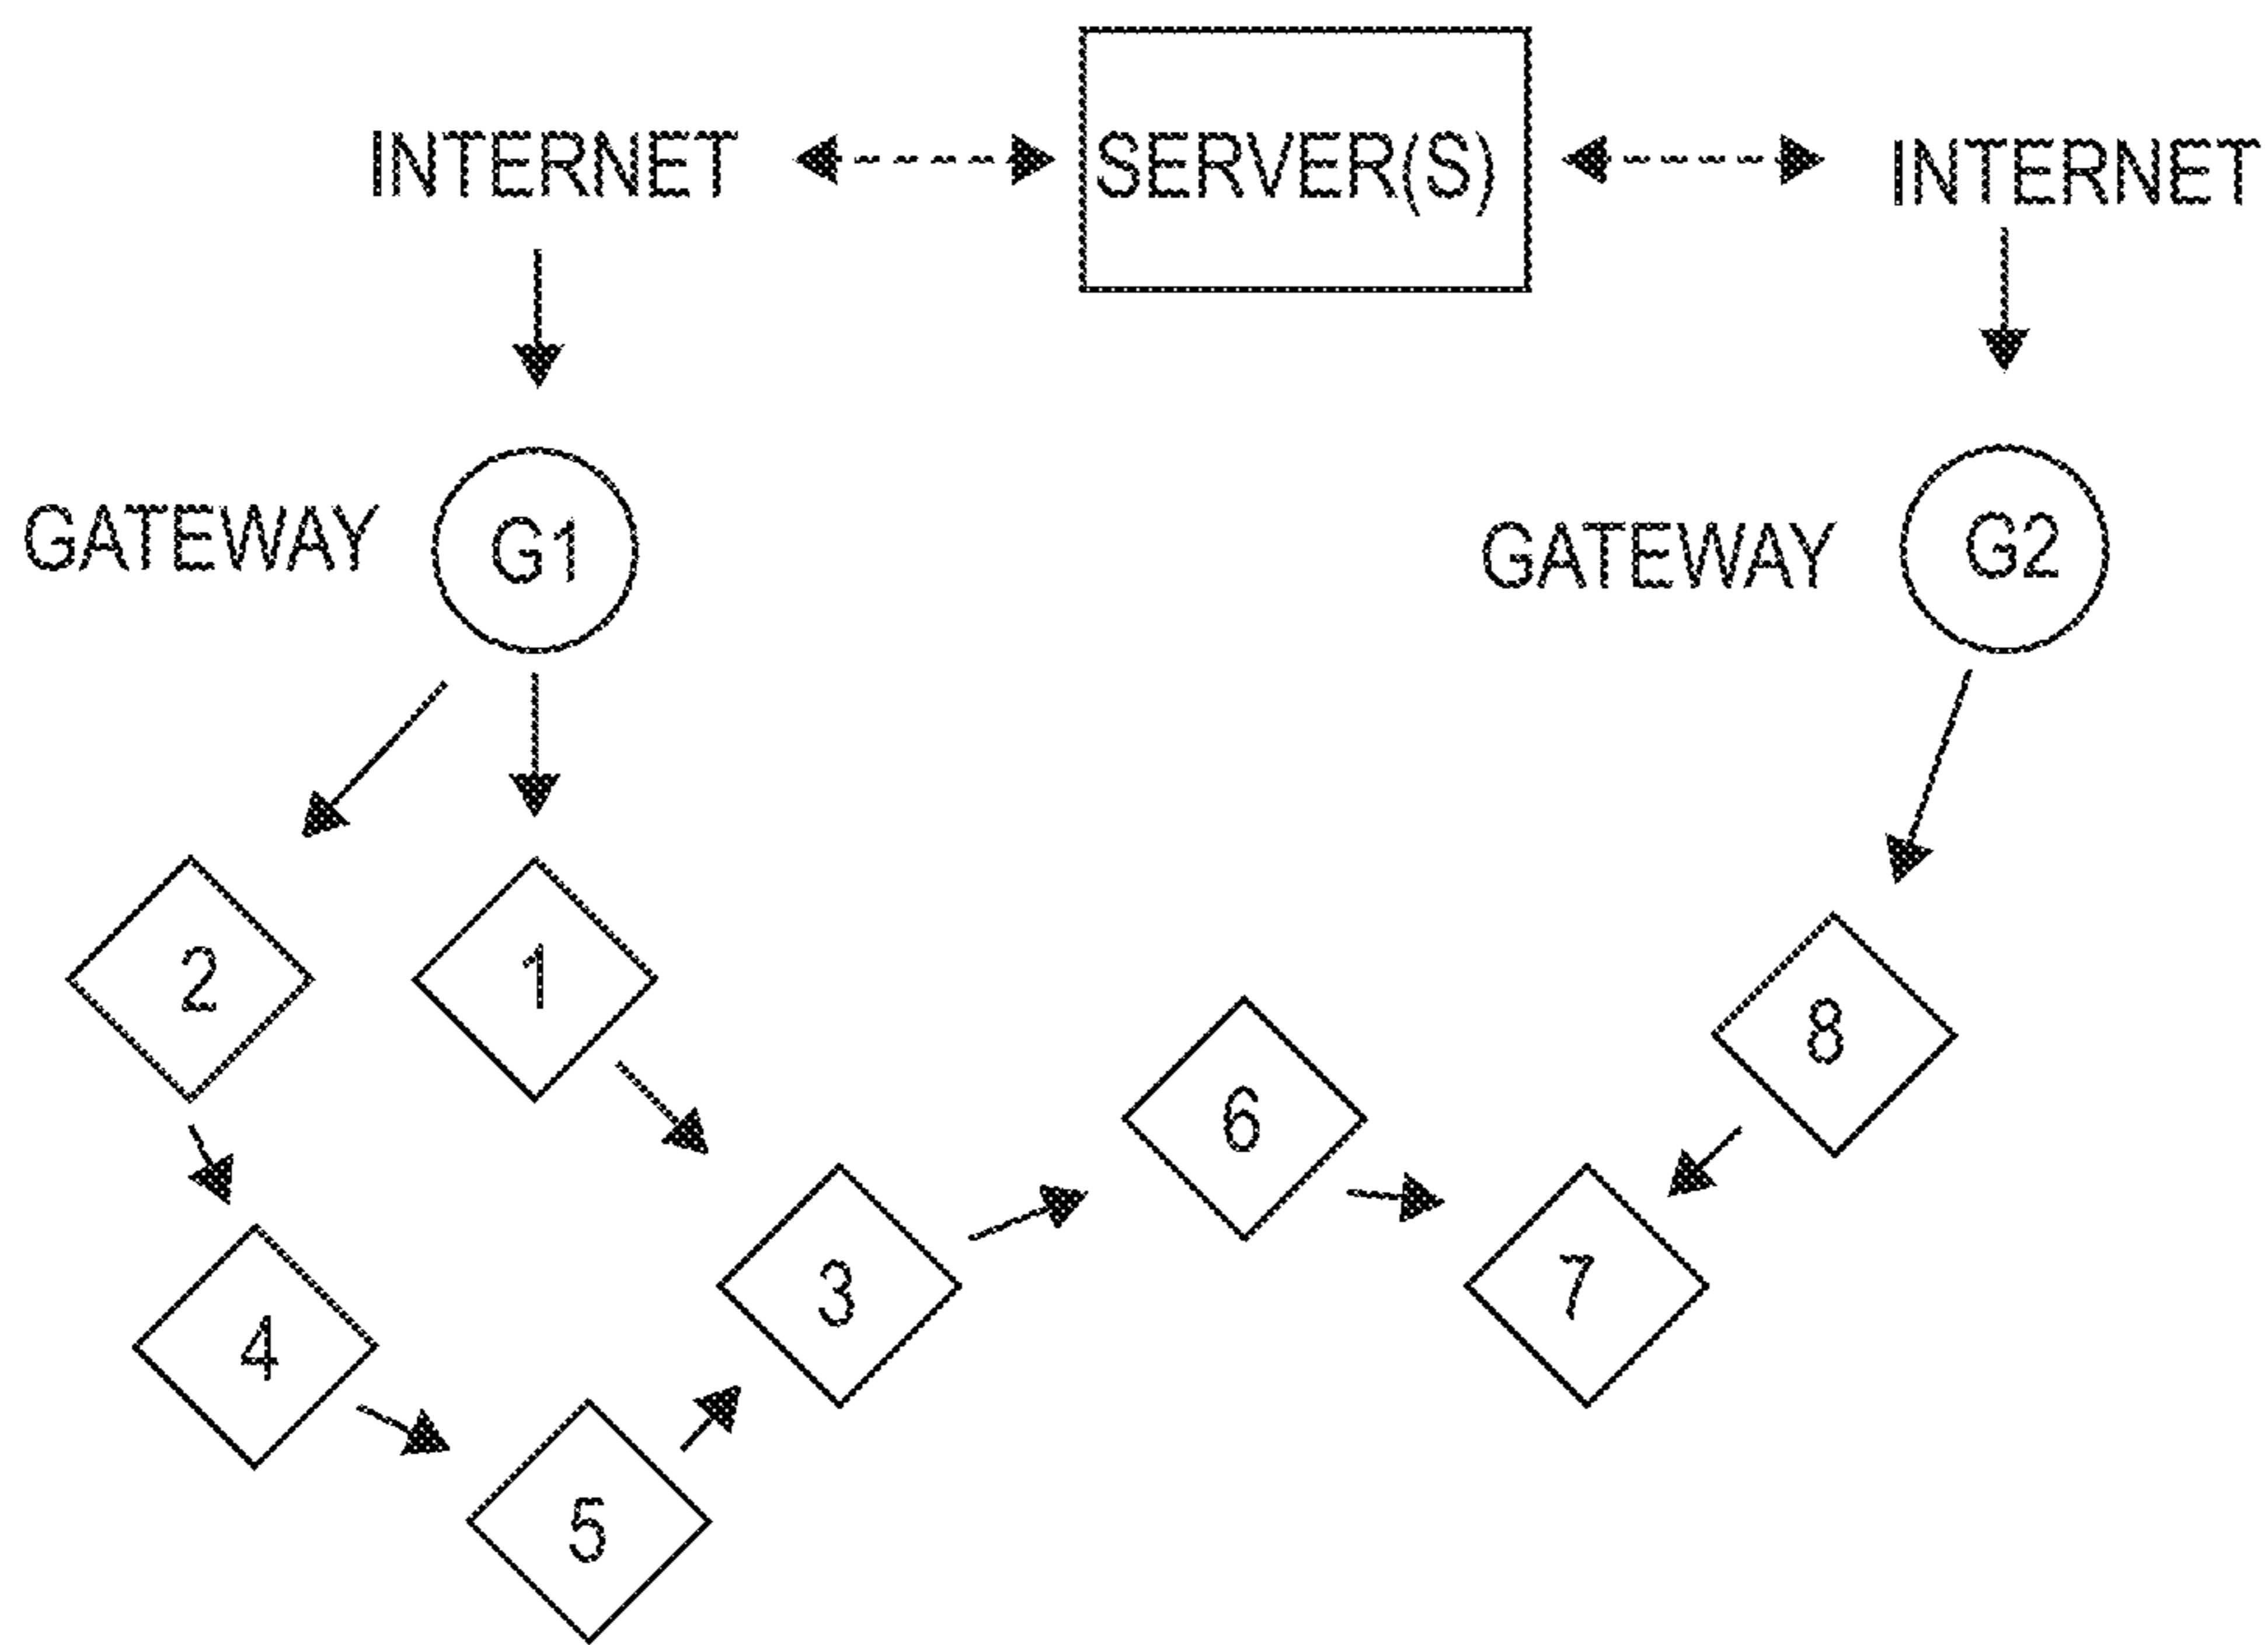 INTERNET
SERVER(S)
INTERNET
GATEWAY
G1
GATEWAY
G2
2
1
8
6
3
7
4
5